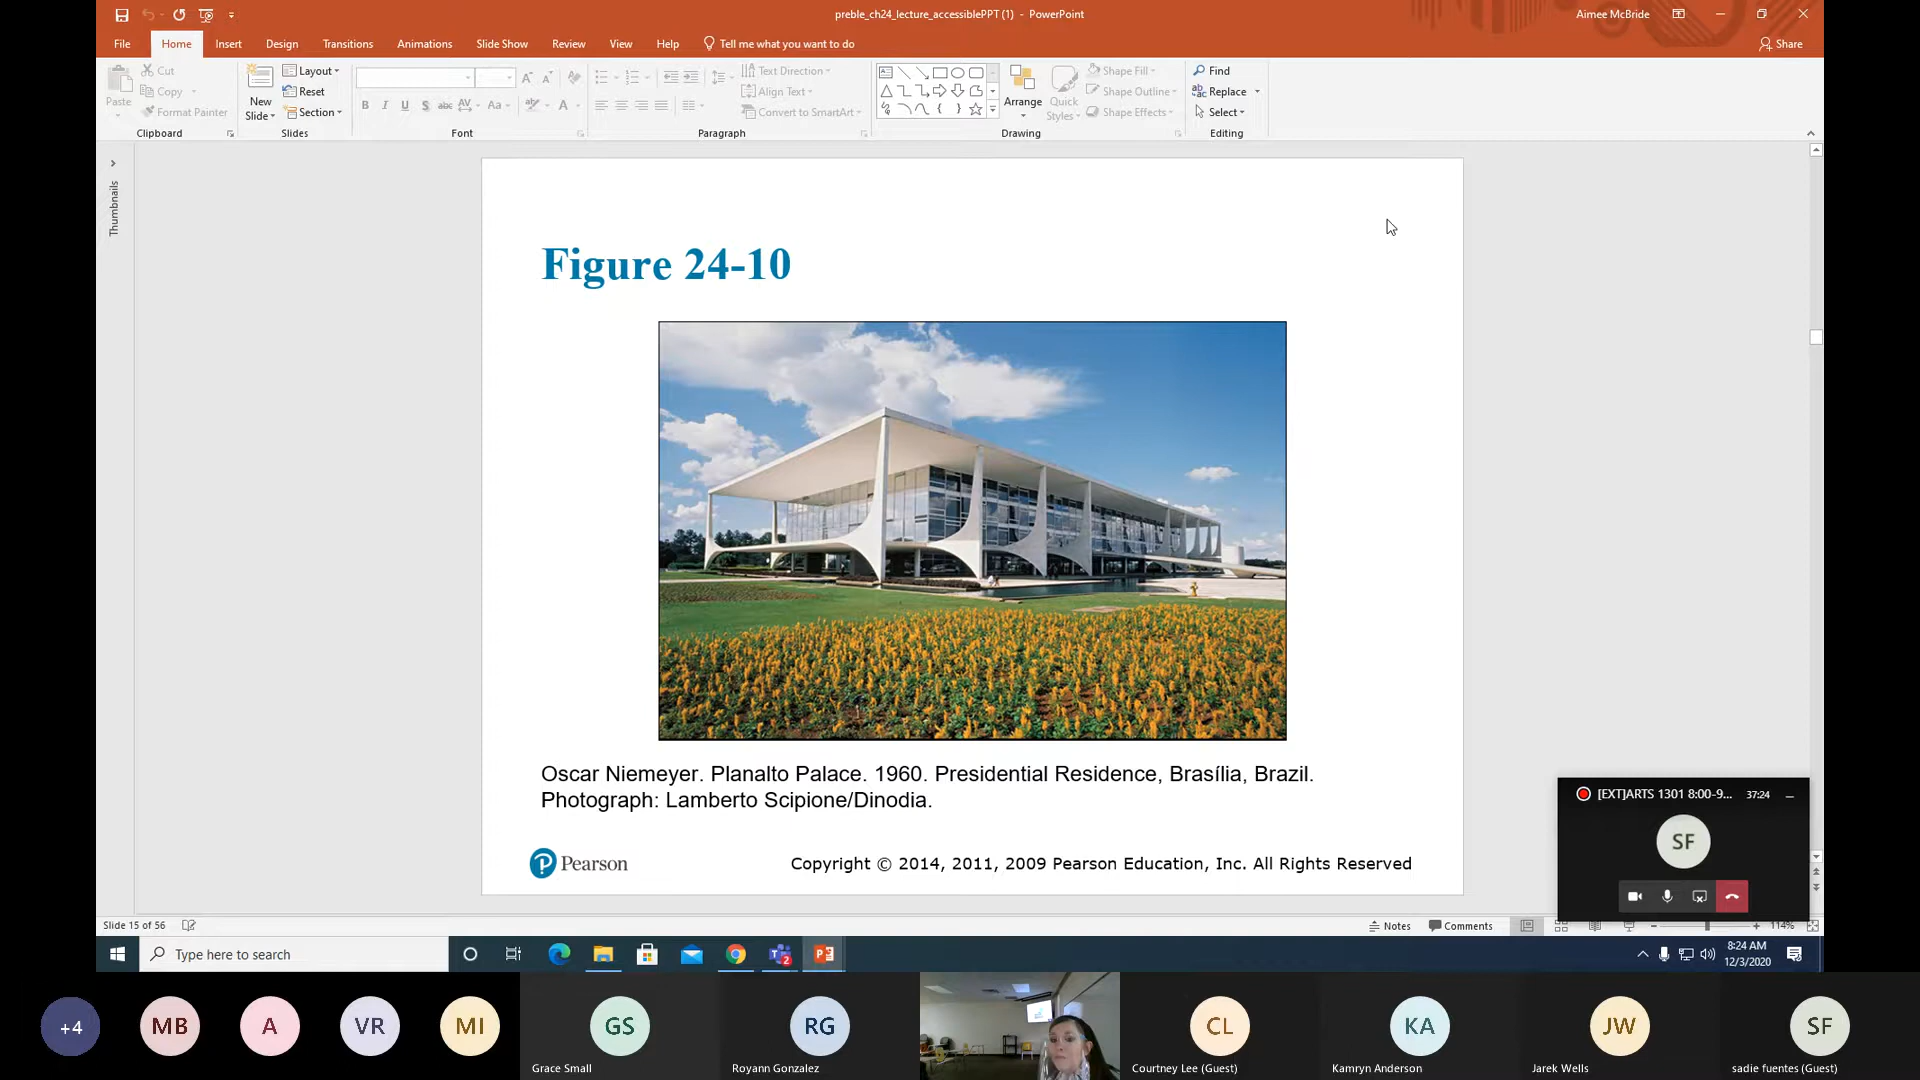 preble_ch24_lecture_accessiblePPT (1) - PowerPoint
Aimee McBride
File Home Insert Design Transitions Animations Slide Show Review View Help Tell me what you want to do
Share
Paste
Cut
Copy
Format Painter
Clipboard
New Slide
Layout
Reset
Section
Slides
B I U S abc AV Aa A
Font
Text Direction
Align Text
Convert to SmartArt
Paragraph
Arrange
Quick Styles
Shape Fill
Shape Outline
Shape Effects
Drawing
Find
Replace
Select
Editing
Thumbnails
Figure 24-10
Oscar Niemeyer. Planalto Palace. 1960. Presidential Residence, Brasília, Brazil.
Photograph: Lamberto Scipione/Dinodia.
Pearson
Copyright © 2014, 2011, 2009 Pearson Education, Inc. All Rights Reserved
[EXT]ARTS 1301 8:00-9... 37:24
SF
Slide 15 of 56
Notes
Comments
114%
Type here to search
8:24 AM
12/3/2020
+4 MB A VR MI GS RG CL KA JW SF
Grace Small Royann Gonzalez Courtney Lee (Guest) Kamryn Anderson Jarek Wells sadie fuentes (Guest)